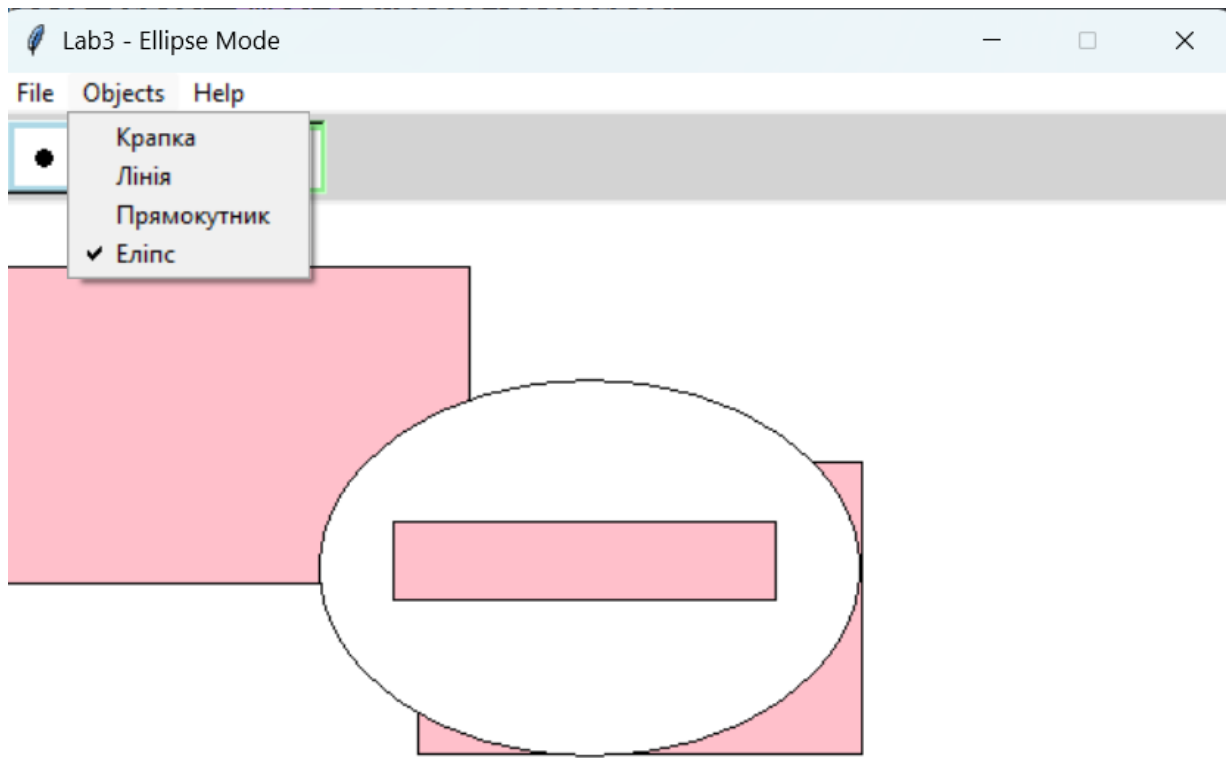 Lab3 - Ellipse Mode
File Objects Help
Крапка
Лінія
Прямокутник
Еліпс